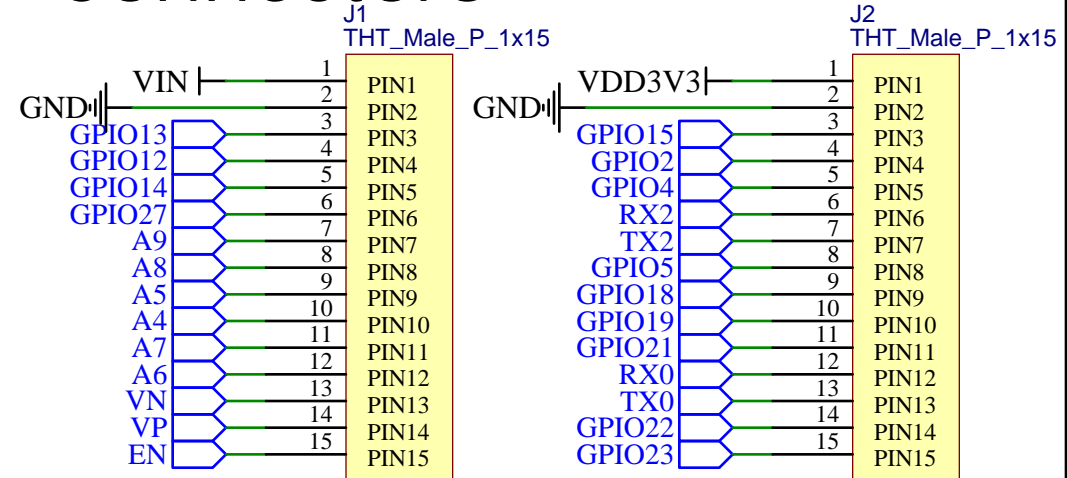 Connectors
J1
THT_Male_P_1x15
VIN 1 PIN1
GND 2 PIN2
GPIO13 3 PIN3
GPIO12 4 PIN4
GPIO14 5 PIN5
GPIO27 6 PIN6
A9 7 PIN7
A8 8 PIN8
A5 9 PIN9
A4 10 PIN10
A7 11 PIN11
A6 12 PIN12
VN 13 PIN13
VP 14 PIN14
EN 15 PIN15
J2
THT_Male_P_1x15
VDD3V3 1 PIN1
GND 2 PIN2
GPIO15 3 PIN3
GPIO2 4 PIN4
GPIO4 5 PIN5
RX2 6 PIN6
TX2 7 PIN7
GPIO5 8 PIN8
GPIO18 9 PIN9
GPIO19 10 PIN10
GPIO21 11 PIN11
RX0 12 PIN12
TX0 13 PIN13
GPIO22 14 PIN14
GPIO23 15 PIN15